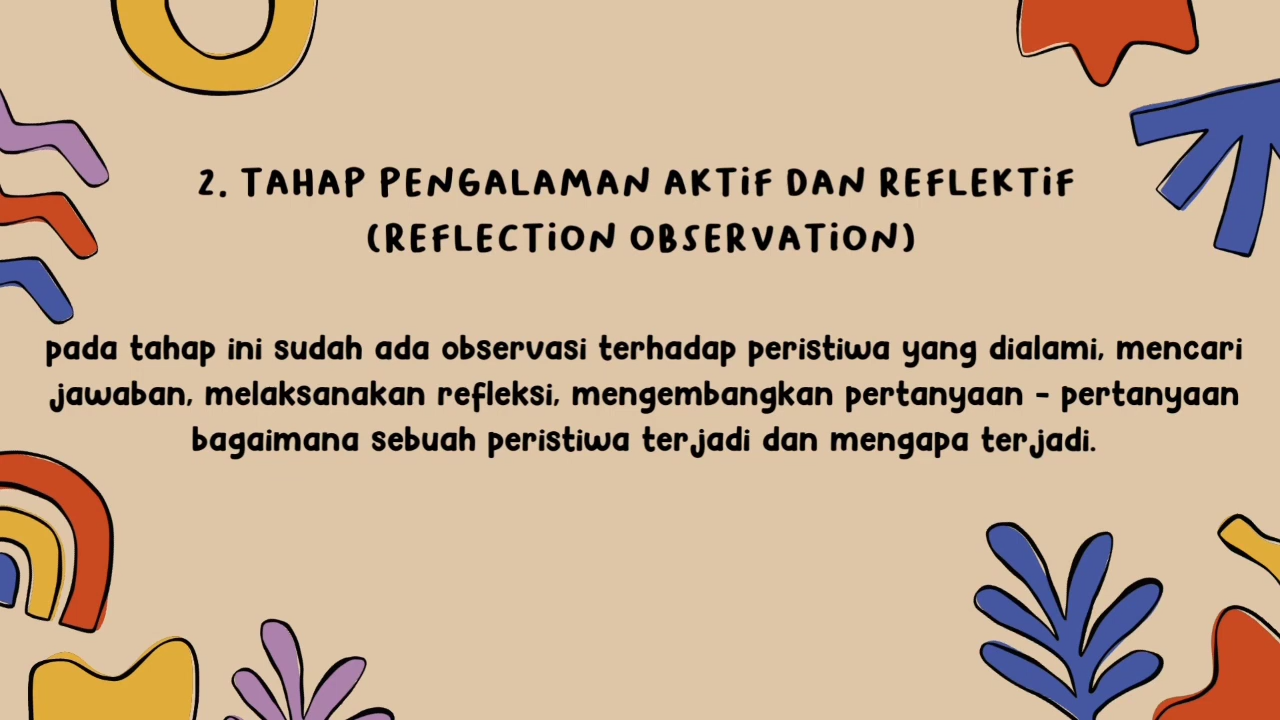 2. TAHAP PENGALAMAN AKTiF DAN REFLEKTiF
(REFLECTiON OBSERVATiON)
pada tahap ini sudah ada observasi terhadap peristiwa yang dialami, mencari
jawaban, melaksanakan refleksi, mengembangkan pertanyaan - pertanyaan
bagaimana sebuah peristiwa terjadi dan mengapa terjadi.